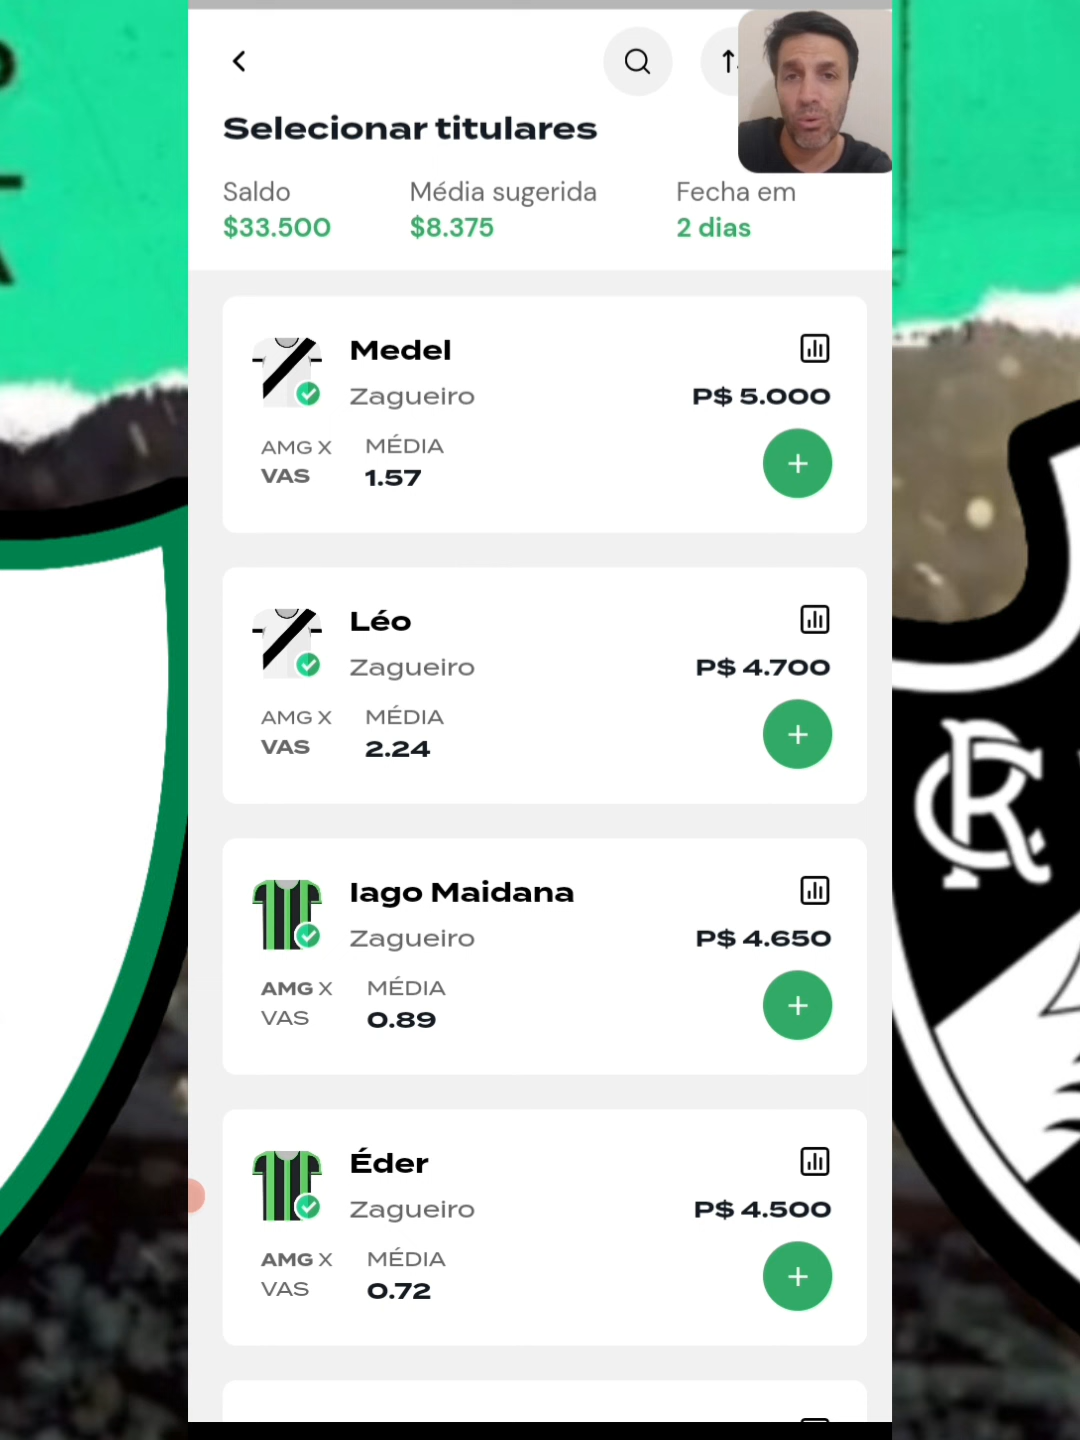 Selecionar titulares
Saldo Média sugerida Fecha em
$33.500 $8.375 2 dias
Medel
Zagueiro P$ 5.000
AMG X MÉDIA
VAS 1.57
Léo
Zagueiro P$ 4.700
AMG X MÉDIA
VAS 2.24
Iago Maidana
Zagueiro P$ 4.650
AMG X MÉDIA
VAS 0.89
Éder
Zagueiro P$ 4.500
AMG X MÉDIA
VAS 0.72